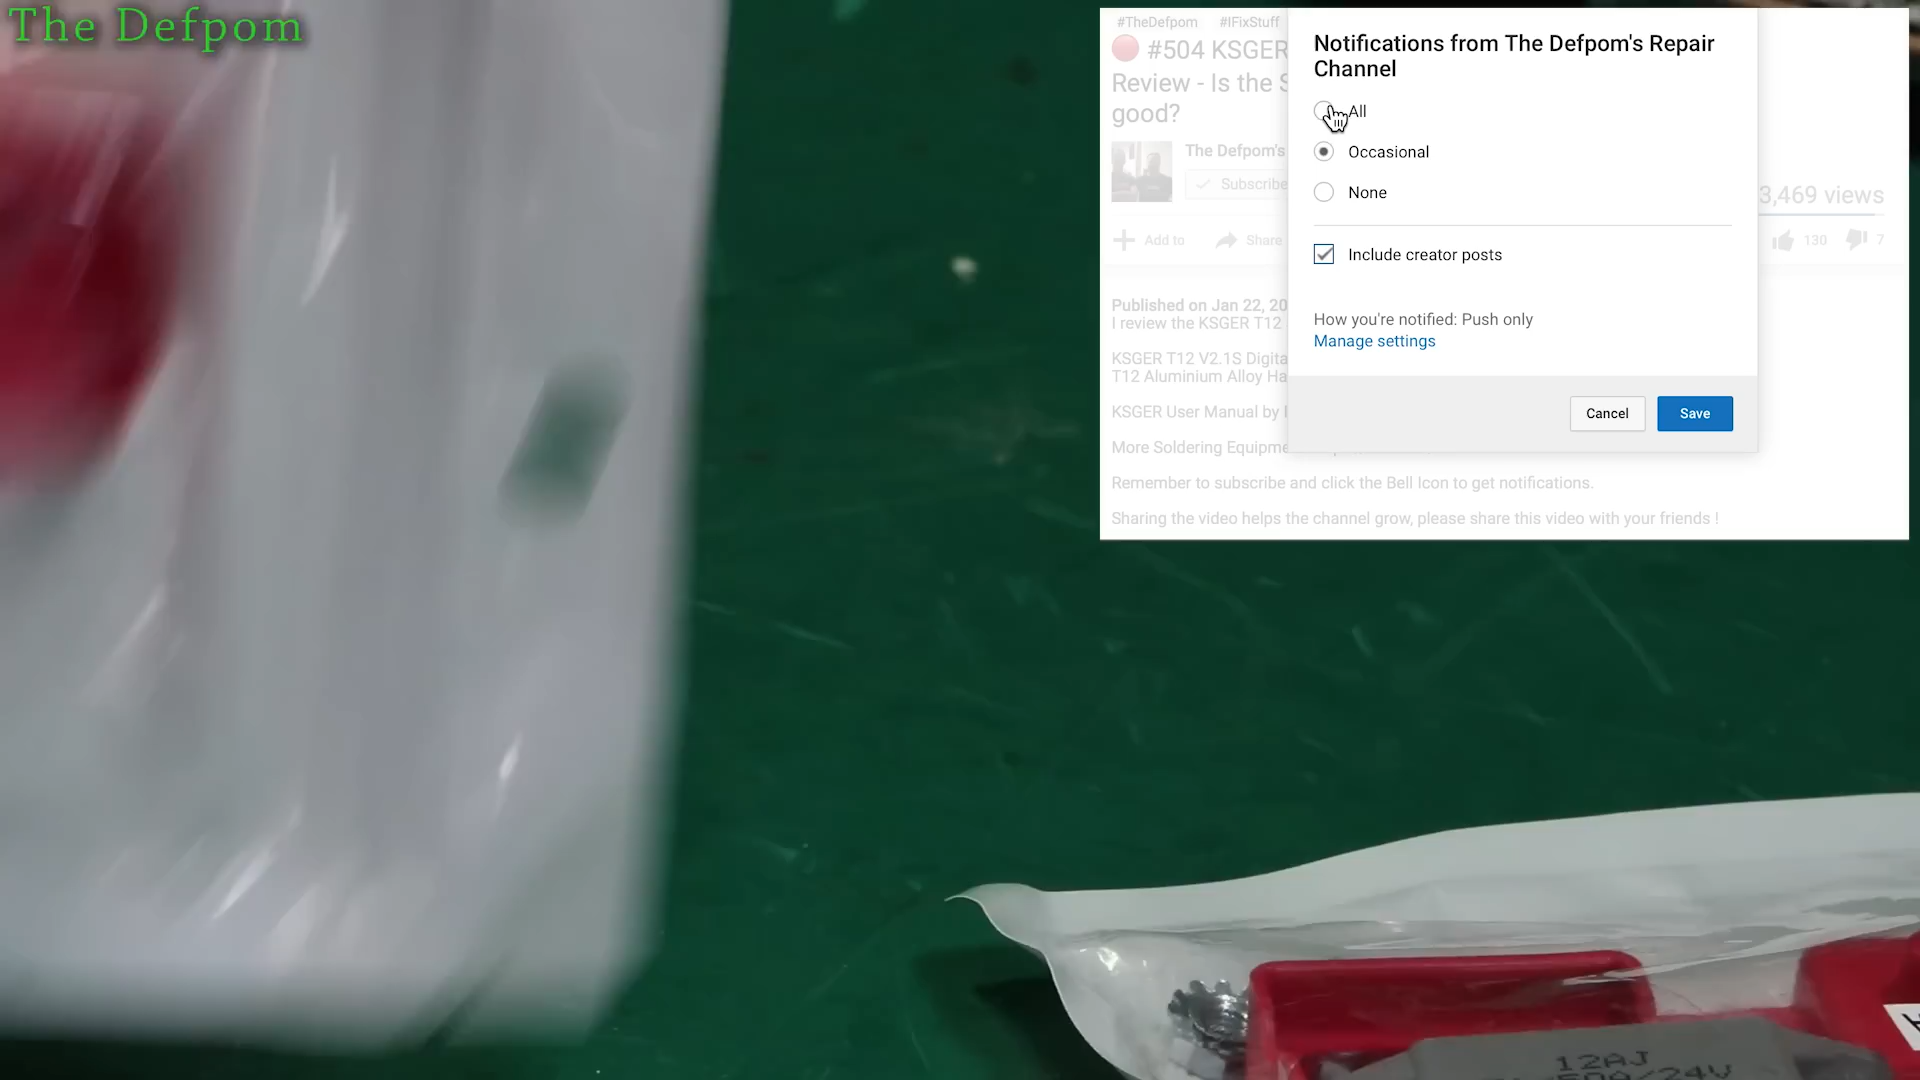 The Defpom
#TheDefpom #IFixStuff
#504 KSGER
Review - Is the S
good?
The Defpom's
Subscribe
3,469 views
Add to Share
130 7
Published on Jan 22, 20
I review the KSGER T12
KSGER T12 V2.1S Digita
T12 Aluminium Alloy Ha
KSGER User Manual by
More Soldering Equipme
Remember to subscribe and click the Bell Icon to get notifications.
Sharing the video helps the channel grow, please share this video with your friends !
Notifications from The Defpom's Repair
Channel
All
Occasional
None
Include creator posts
How you're notified: Push only
Manage settings
Cancel Save
12AJ
50A/24V